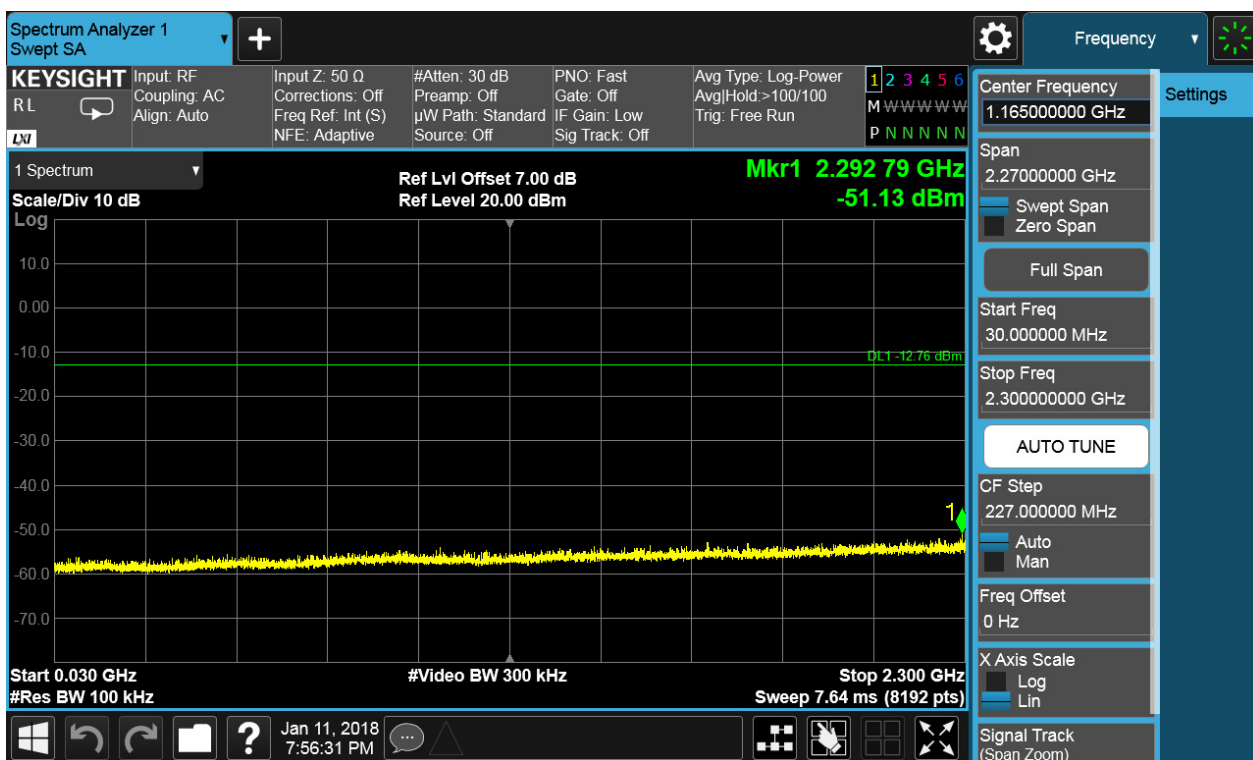 Spectrum Analyzer 1
Swept SA
+
Frequency
KEYSIGHT
R L
LXI
Input: RF
Coupling: AC
Align: Auto
Input Z: 50 Ω
Corrections: Off
Freq Ref: Int (S)
NFE: Adaptive
#Atten: 30 dB
Preamp: Off
µW Path: Standard
Source: Off
PNO: Fast
Gate: Off
IF Gain: Low
Sig Track: Off
Avg Type: Log-Power
Avg|Hold:>100/100
Trig: Free Run
1 2 3 4 5 6
M W W W W W
P N N N N N
1 Spectrum
Scale/Div 10 dB
Log
Ref Lvl Offset 7.00 dB
Ref Level 20.00 dBm
Mkr1 2.292 79 GHz
-51.13 dBm
10.0
0.00
-10.0
DL1 -12.76 dBm
-20.0
-30.0
-40.0
1
-50.0
-60.0
-70.0
Start 0.030 GHz
#Res BW 100 kHz
#Video BW 300 kHz
Stop 2.300 GHz
Sweep 7.64 ms (8192 pts)
Center Frequency
1.165000000 GHz
Span
2.27000000 GHz
Swept Span
Zero Span
Full Span
Start Freq
30.000000 MHz
Stop Freq
2.300000000 GHz
AUTO TUNE
CF Step
227.000000 MHz
Auto
Man
Freq Offset
0 Hz
X Axis Scale
Log
Lin
Signal Track
(Span Zoom)
Settings
?
Jan 11, 2018
7:56:31 PM